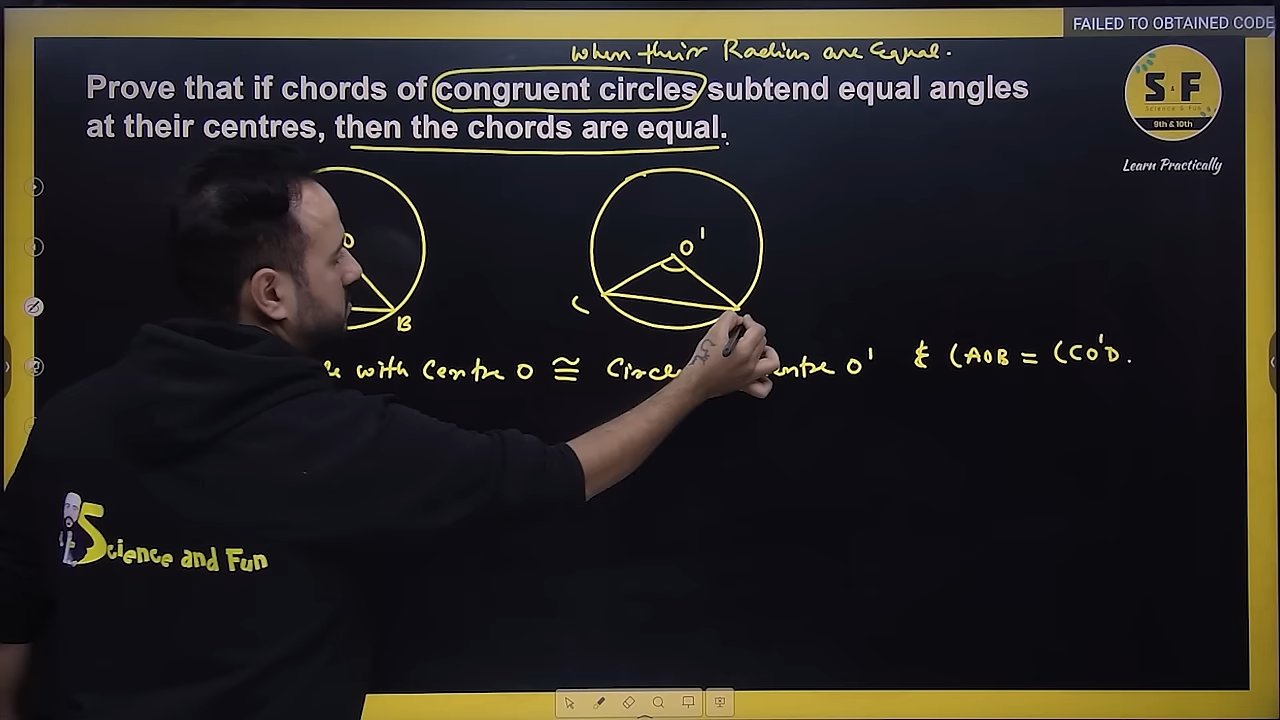 FAILED TO OBTAINED CODE
when their Radius are Equal.
Prove that if chords of congruent circles subtend equal angles
at their centres, then the chords are equal.
S&F
Science & Fun
9th & 10th
Learn Practically
O
B
O'
C
with Centre O ≅ Circle O' & ∠AOB = ∠CO'D.
Science and Fun